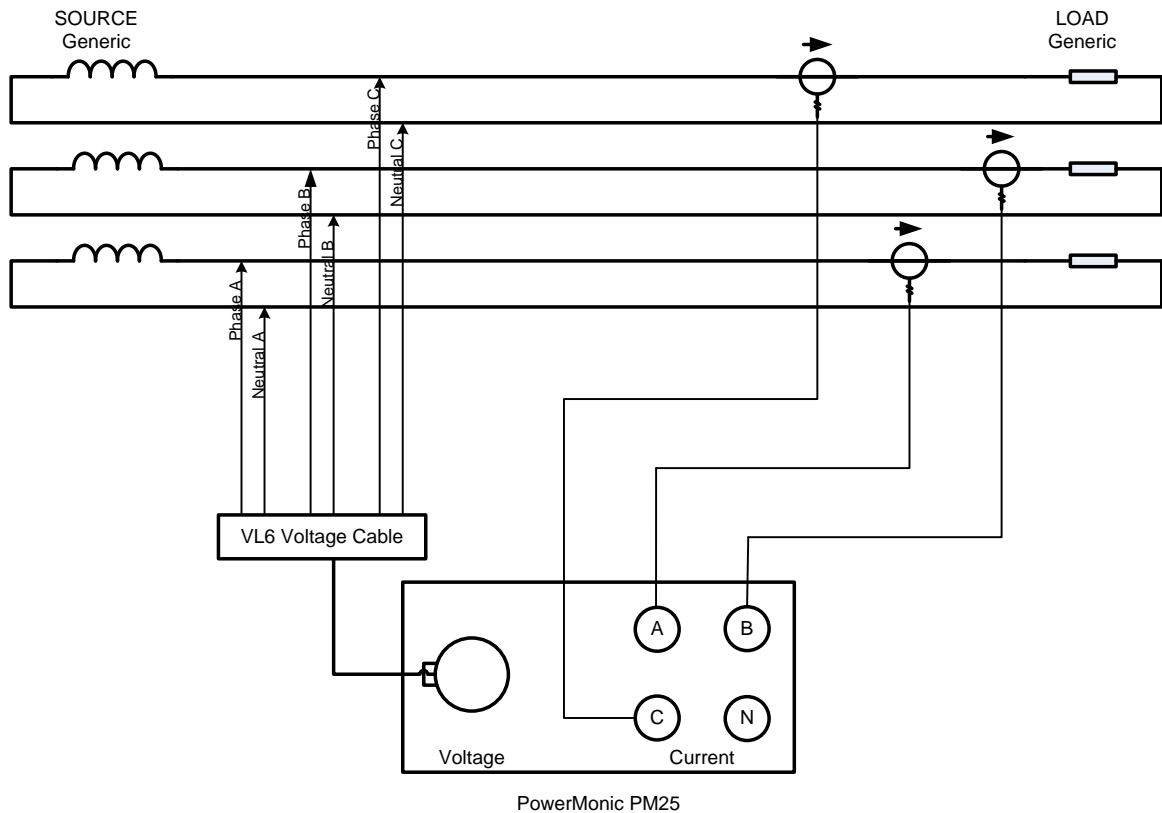 SOURCE
Generic
LOAD
Generic
Phase C
Neutral C
Phase B
Neutral B
Phase A
Neutral A
VL6 Voltage Cable
A
B
C
N
Voltage
Current
PowerMonic PM25